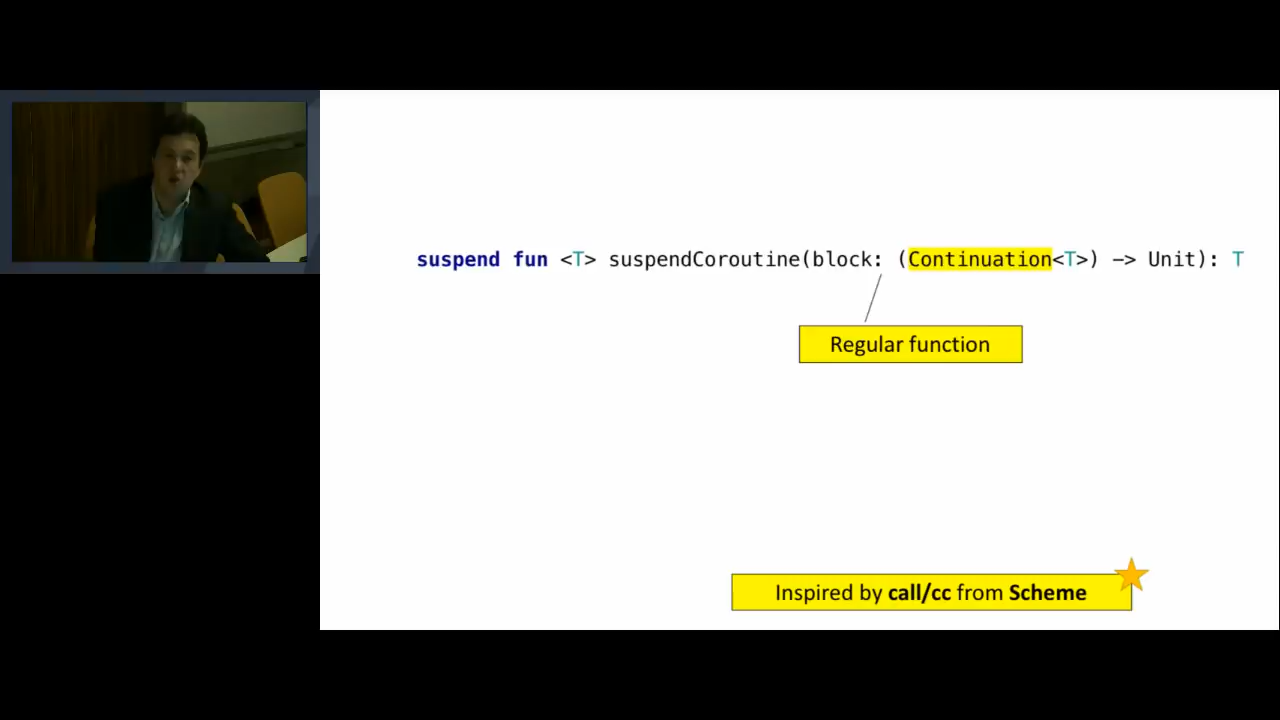 suspend fun <T> suspendCoroutine(block: (Continuation<T>) –> Unit): T
Regular function
Inspired by call/cc from Scheme